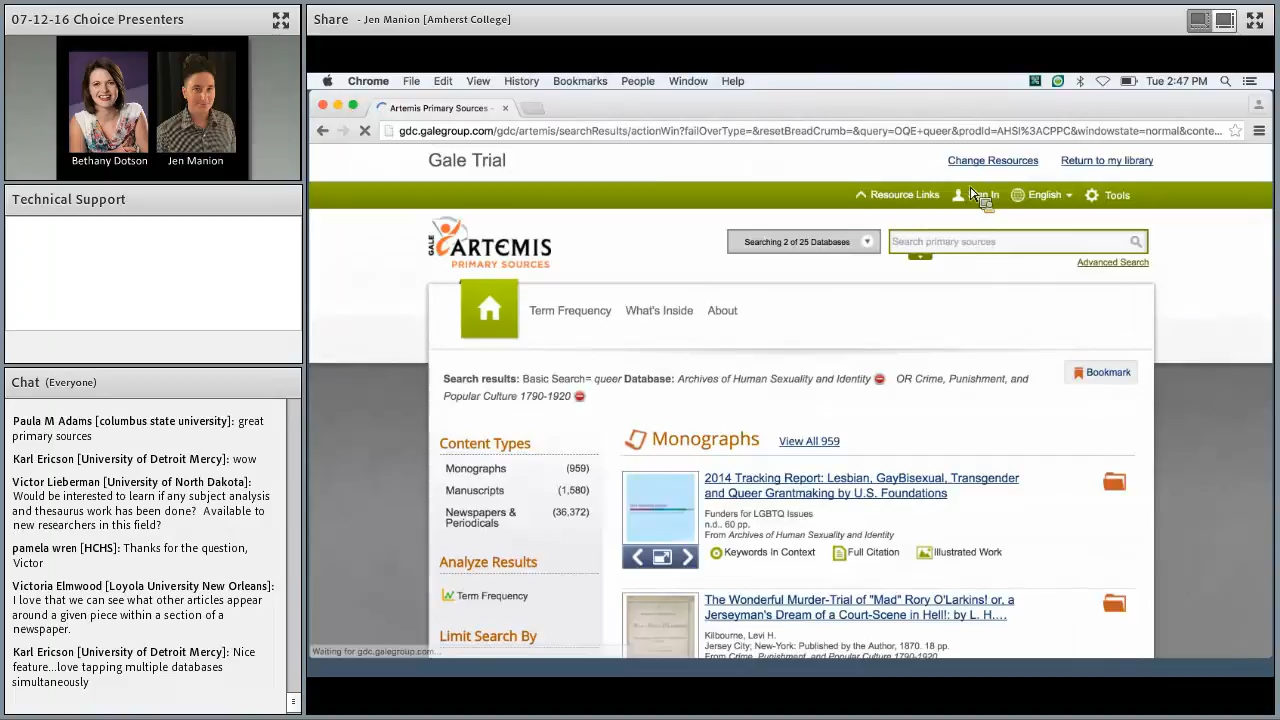 07-12-16 Choice Presenters
Bethany Dotson
Jen Manion
Technical Support
Chat (Everyone)
Paula M Adams [columbus state university]: great
primary sources
Karl Ericson [University of Detroit Mercy]: wow
Victor Lieberman [University of North Dakota]:
Would be interested to learn if any subject analysis
and thesaurus work has been done? Available to
new researchers in this field?
pamela wren [HCHS]: Thanks for the question,
Victor
Victoria Elmwood [Loyola University New Orleans]:
I love that we can see what other articles appear
around a given piece within a section of a
newspaper.
Karl Ericson [University of Detroit Mercy]: Nice
feature...love tapping multiple databases
simultaneously
Share - Jen Manion [Amherst College]
Chrome File Edit View History Bookmarks People Window Help
Tue 2:47 PM
Artemis Primary Sources -
gdc.galegroup.com/gdc/artemis/searchResults/actionWin?failOverType=&resetBreadCrumb=&query=OQE+queer&prodId=AHSI%3ACPPC&windowstate=normal&conte...
Gale Trial
Change Resources
Return to my library
Resource Links
In
English
Tools
GALE ARTEMIS
PRIMARY SOURCES
Searching 2 of 25 Databases
Search primary sources
Advanced Search
Term Frequency
What's Inside
About
Search results: Basic Search= queer Database: Archives of Human Sexuality and Identity OR Crime, Punishment, and
Popular Culture 1790-1920
Bookmark
Content Types
Monographs (959)
Manuscripts (1,580)
Newspapers & (36,372)
Periodicals
Analyze Results
Term Frequency
Limit Search By
Monographs View All 959
2014 Tracking Report: Lesbian, GayBisexual, Transgender
and Queer Grantmaking by U.S. Foundations
Funders for LGBTQ Issues
n.d.. 60 pp.
From Archives of Human Sexuality and Identity
Keywords In Context
Full Citation
Illustrated Work
The Wonderful Murder-Trial of "Mad" Rory O'Larkins! or, a
Jerseyman's Dream of a Court-Scene in Hell!: by L. H....
Kilbourne, Levi H.
Jersey City; New-York: Published by the Author, 1870. 18 pp.
From Crime, Punishment, and Popular Culture, 1790-1920
Waiting for gdc.galegroup.com...